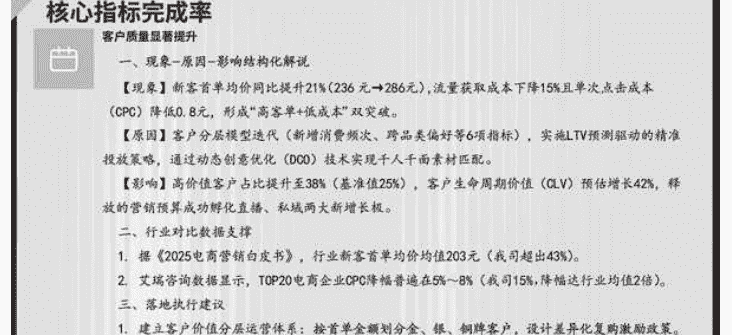 核心指标完成率
客户质量显著提升
一、现象-原因-影响结构化解说
【现象】新客首单均价同比提升21%(236 元→286元),流量获取成本下降15%且单次点击成本
（CPC）降低0.8元，形成“高客单+低成本”双突破。
【原因】客户分层模型迭代（新增消费频次、跨品类偏好等6项指标），实施LTV预测驱动的精准
投放策略，通过动态创意优化（DCO）技术实现千人千面素材匹配。
【影响】高价值客户占比提升至38%（基准值25%），客户生命周期价值（CLV）预估增长42%，释
放的营销预算成功孵化直播、私域两大新增长极。
二、行业对比数据支撑
1. 据《2025电商营销白皮书》，行业新客首单均价均值203元（我司超出43%）。
2. 艾瑞咨询数据显示，TOP20电商企业CPC降幅普遍在5%~8%（我司15%,降幅达行业均值2倍）。
三、落地执行建议
1. 建立客户价值分层运营体系：按首单金额划分金、银、铜牌客户，设计差异化复购激励政策。